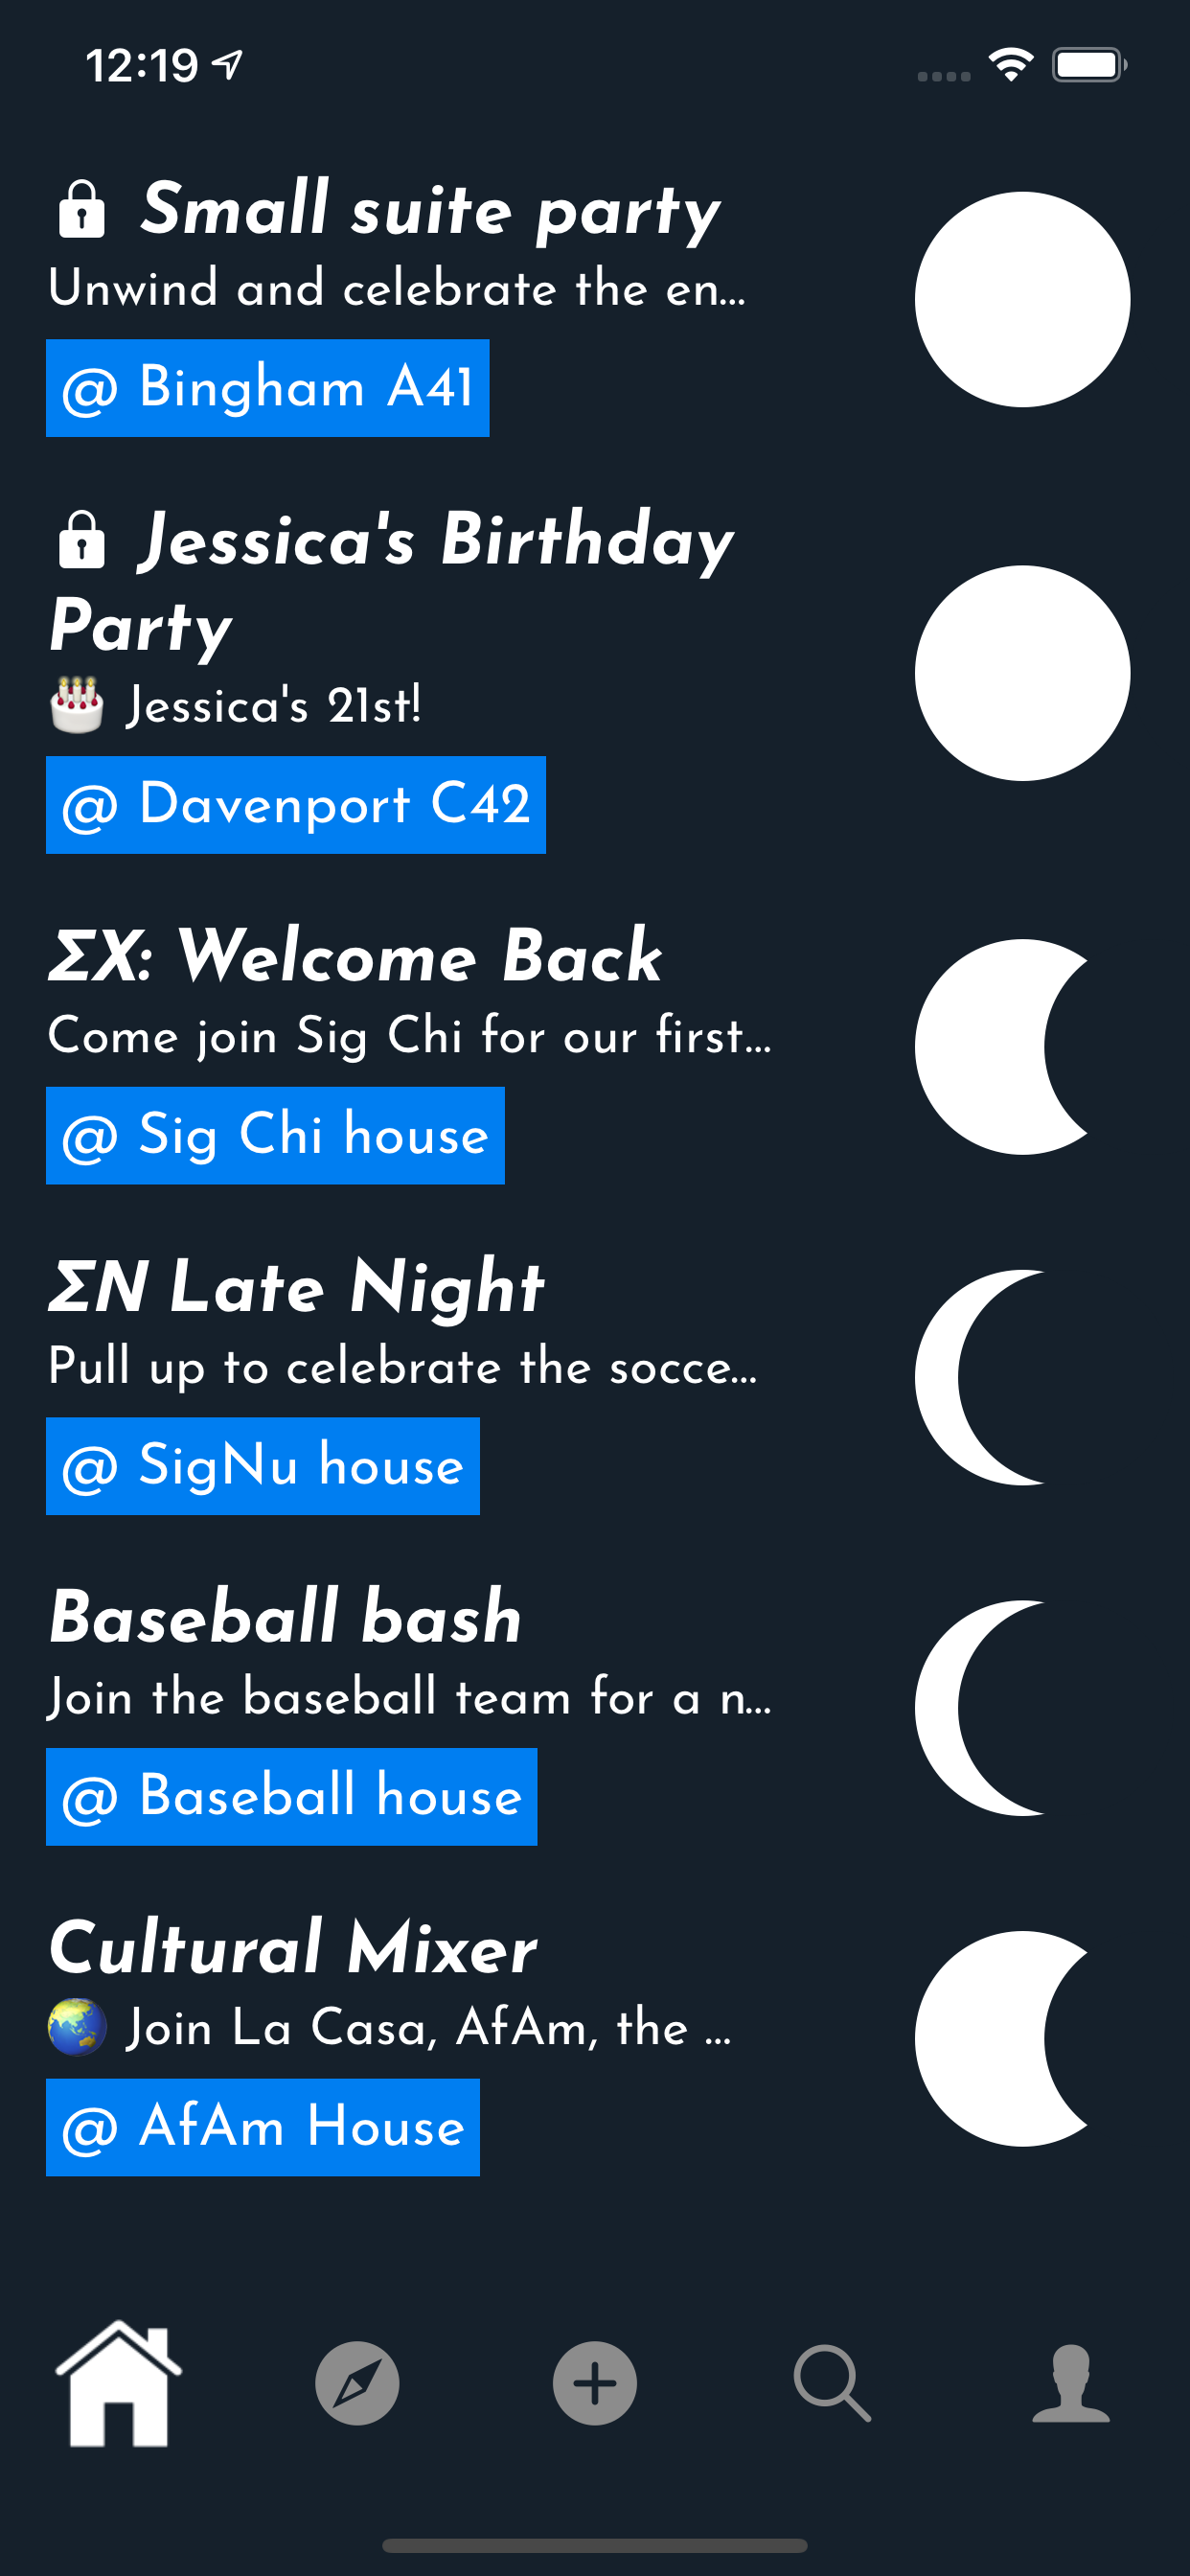 12:19
Small suite party
Unwind and celebrate the en...
@ Bingham A41
Jessica's Birthday
Party
🎂 Jessica's 21st!
@ Davenport C42
ΣX: Welcome Back
Come join Sig Chi for our first...
@ Sig Chi house
ΣN Late Night
Pull up to celebrate the socce...
@ SigNu house
Baseball bash
Join the baseball team for a n...
@ Baseball house
Cultural Mixer
🌏 Join La Casa, AfAm, the ...
@ AfAm House